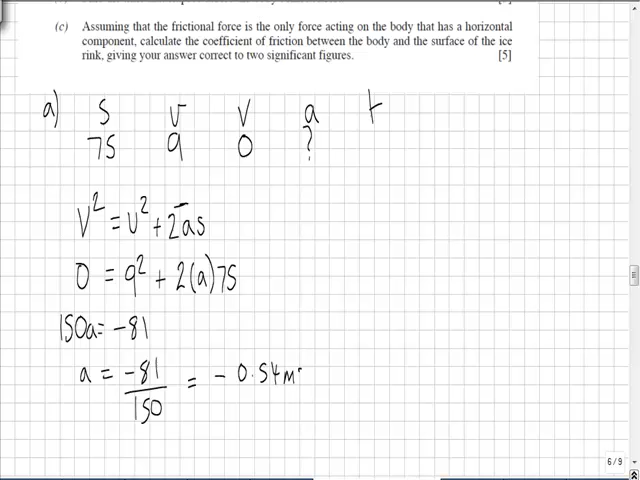 (c) Assuming that the frictional force is the only force acting on the body that has a horizontal
component, calculate the coefficient of friction between the body and the surface of the ice
rink, giving your answer correct to two significant figures. [5]
a) s u v a t
75 9 0 ?
v² = u² + 2as
0 = 9² + 2(a)75
150a = -81
a = -81/150 = -0.54m
6 / 9